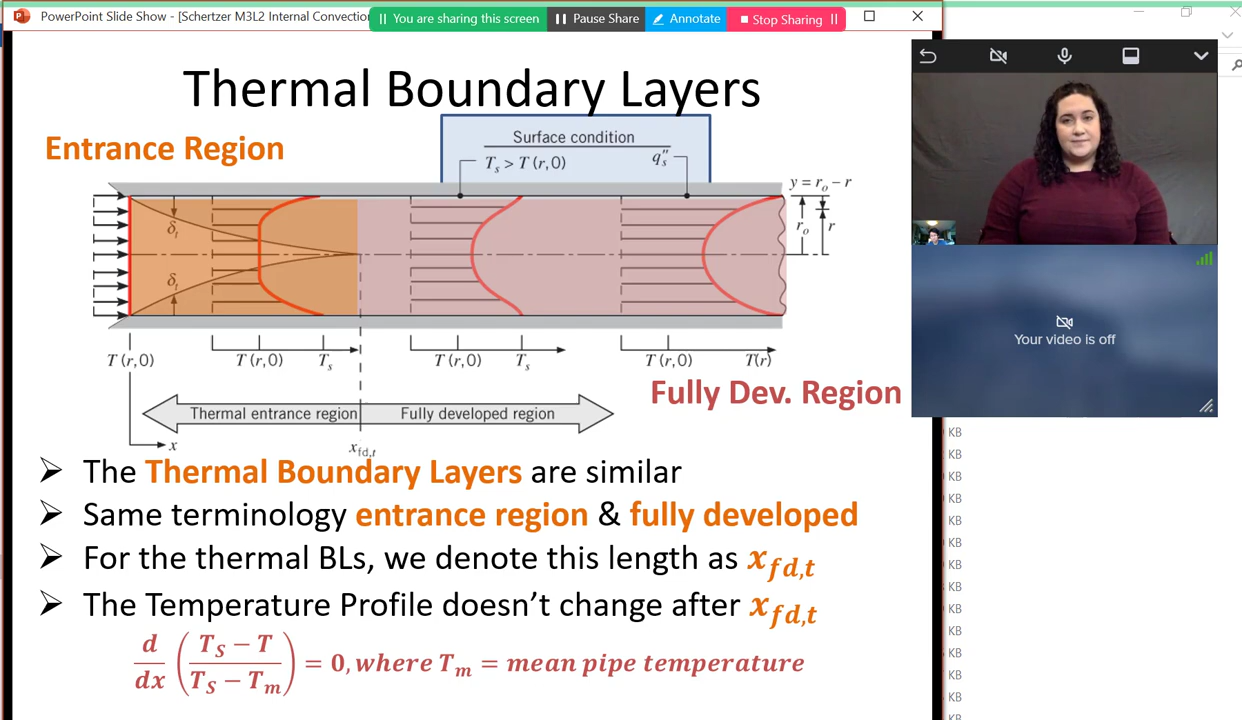 PowerPoint Slide Show - [Schertzer M3L2 Internal Convection
You are sharing this screen
Pause Share
Annotate
Stop Sharing
Thermal Boundary Layers
Entrance Region
Surface condition
T_s > T(r,0)
q_s″
y = r_o − r
r_o
r
δ_t
δ_t
T(r,0)
T(r,0)
T_s
T(r,0)
T_s
T(r,0)
T(r)
Fully Dev. Region
Thermal entrance region
Fully developed region
x
x_fd,t
➢ The Thermal Boundary Layers are similar
➢ Same terminology entrance region & fully developed
➢ For the thermal BLs, we denote this length as x_fd,t
➢ The Temperature Profile doesn’t change after x_fd,t
d/dx ((T_S − T)/(T_S − T_m)) = 0, where T_m = mean pipe temperature
Your video is off
KB
KB
KB
KB
KB
KB
KB
KB
KB
KB
KB
KB
KB
KB